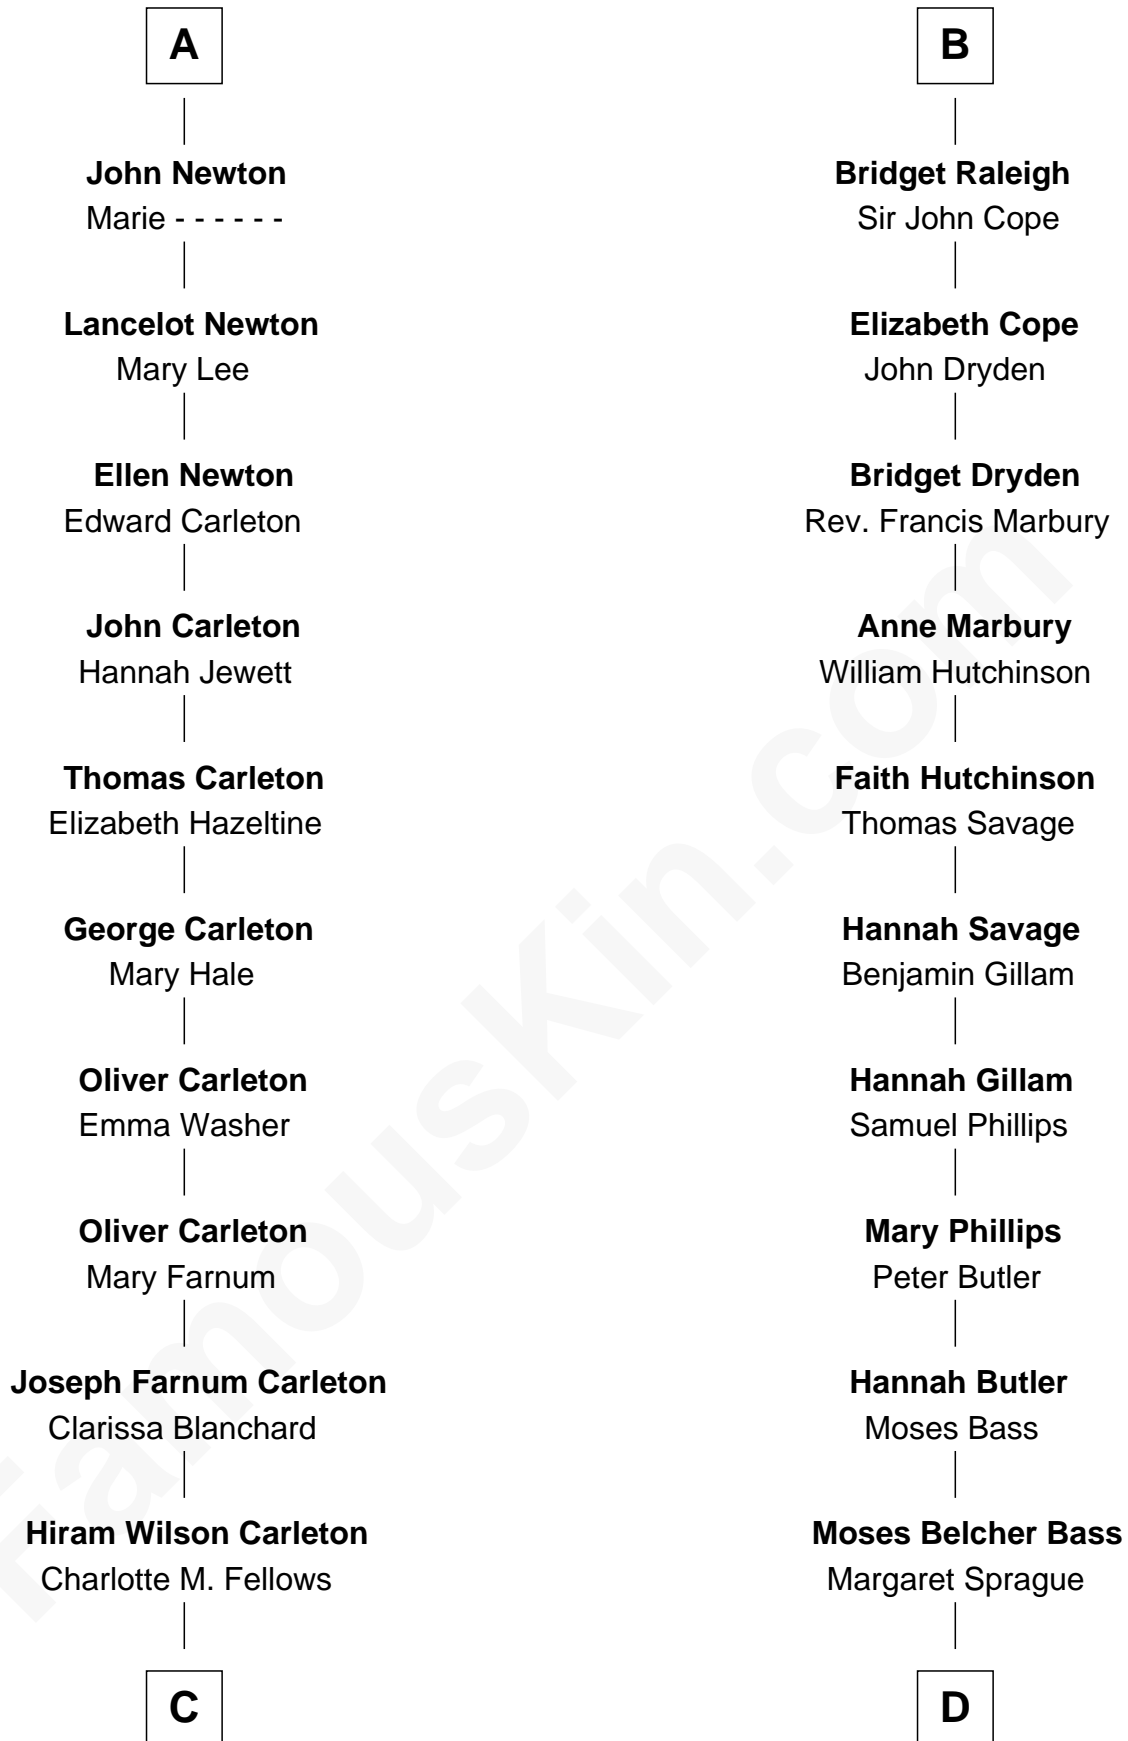 A
John Newton
Marie - - - - - -
Lancelot Newton
Mary Lee
Ellen Newton
Edward Carleton
John Carleton
Hannah Jewett
Thomas Carleton
Elizabeth Hazeltine
George Carleton
Mary Hale
Oliver Carleton
Emma Washer
Oliver Carleton
Mary Farnum
Joseph Farnum Carleton
Clarissa Blanchard
Hiram Wilson Carleton
Charlotte M. Fellows
C
B
Bridget Raleigh
Sir John Cope
Elizabeth Cope
John Dryden
Bridget Dryden
Rev. Francis Marbury
Anne Marbury
William Hutchinson
Faith Hutchinson
Thomas Savage
Hannah Savage
Benjamin Gillam
Hannah Gillam
Samuel Phillips
Mary Phillips
Peter Butler
Hannah Butler
Moses Bass
Moses Belcher Bass
Margaret Sprague
D
FamousKin.com